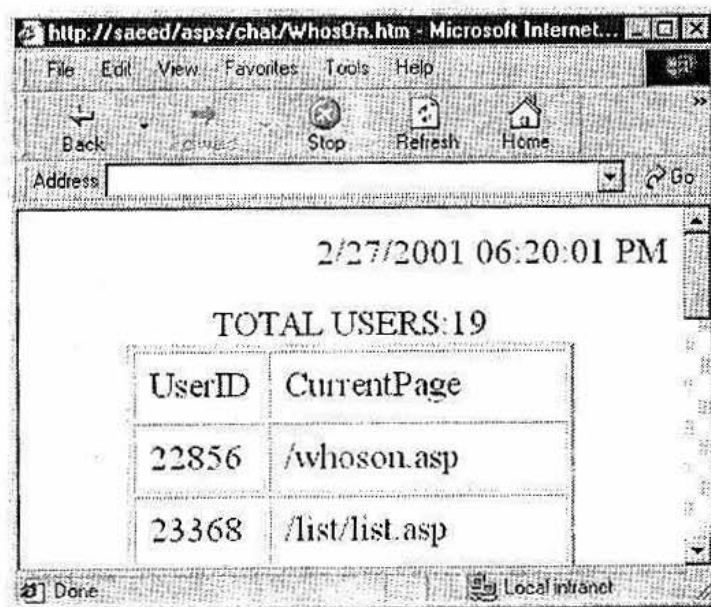 http://saeed/asps/chat/WhosOn.htm - Microsoft Internet...
File Edit View Favorites Tools Help
»
Back Stop Refresh Home
Address Go
2/27/2001 06:20:01 PM
TOTAL USERS:19
UserID CurrentPage
22856 /whoson.asp
23368 /list/list.asp
Done Local intranet